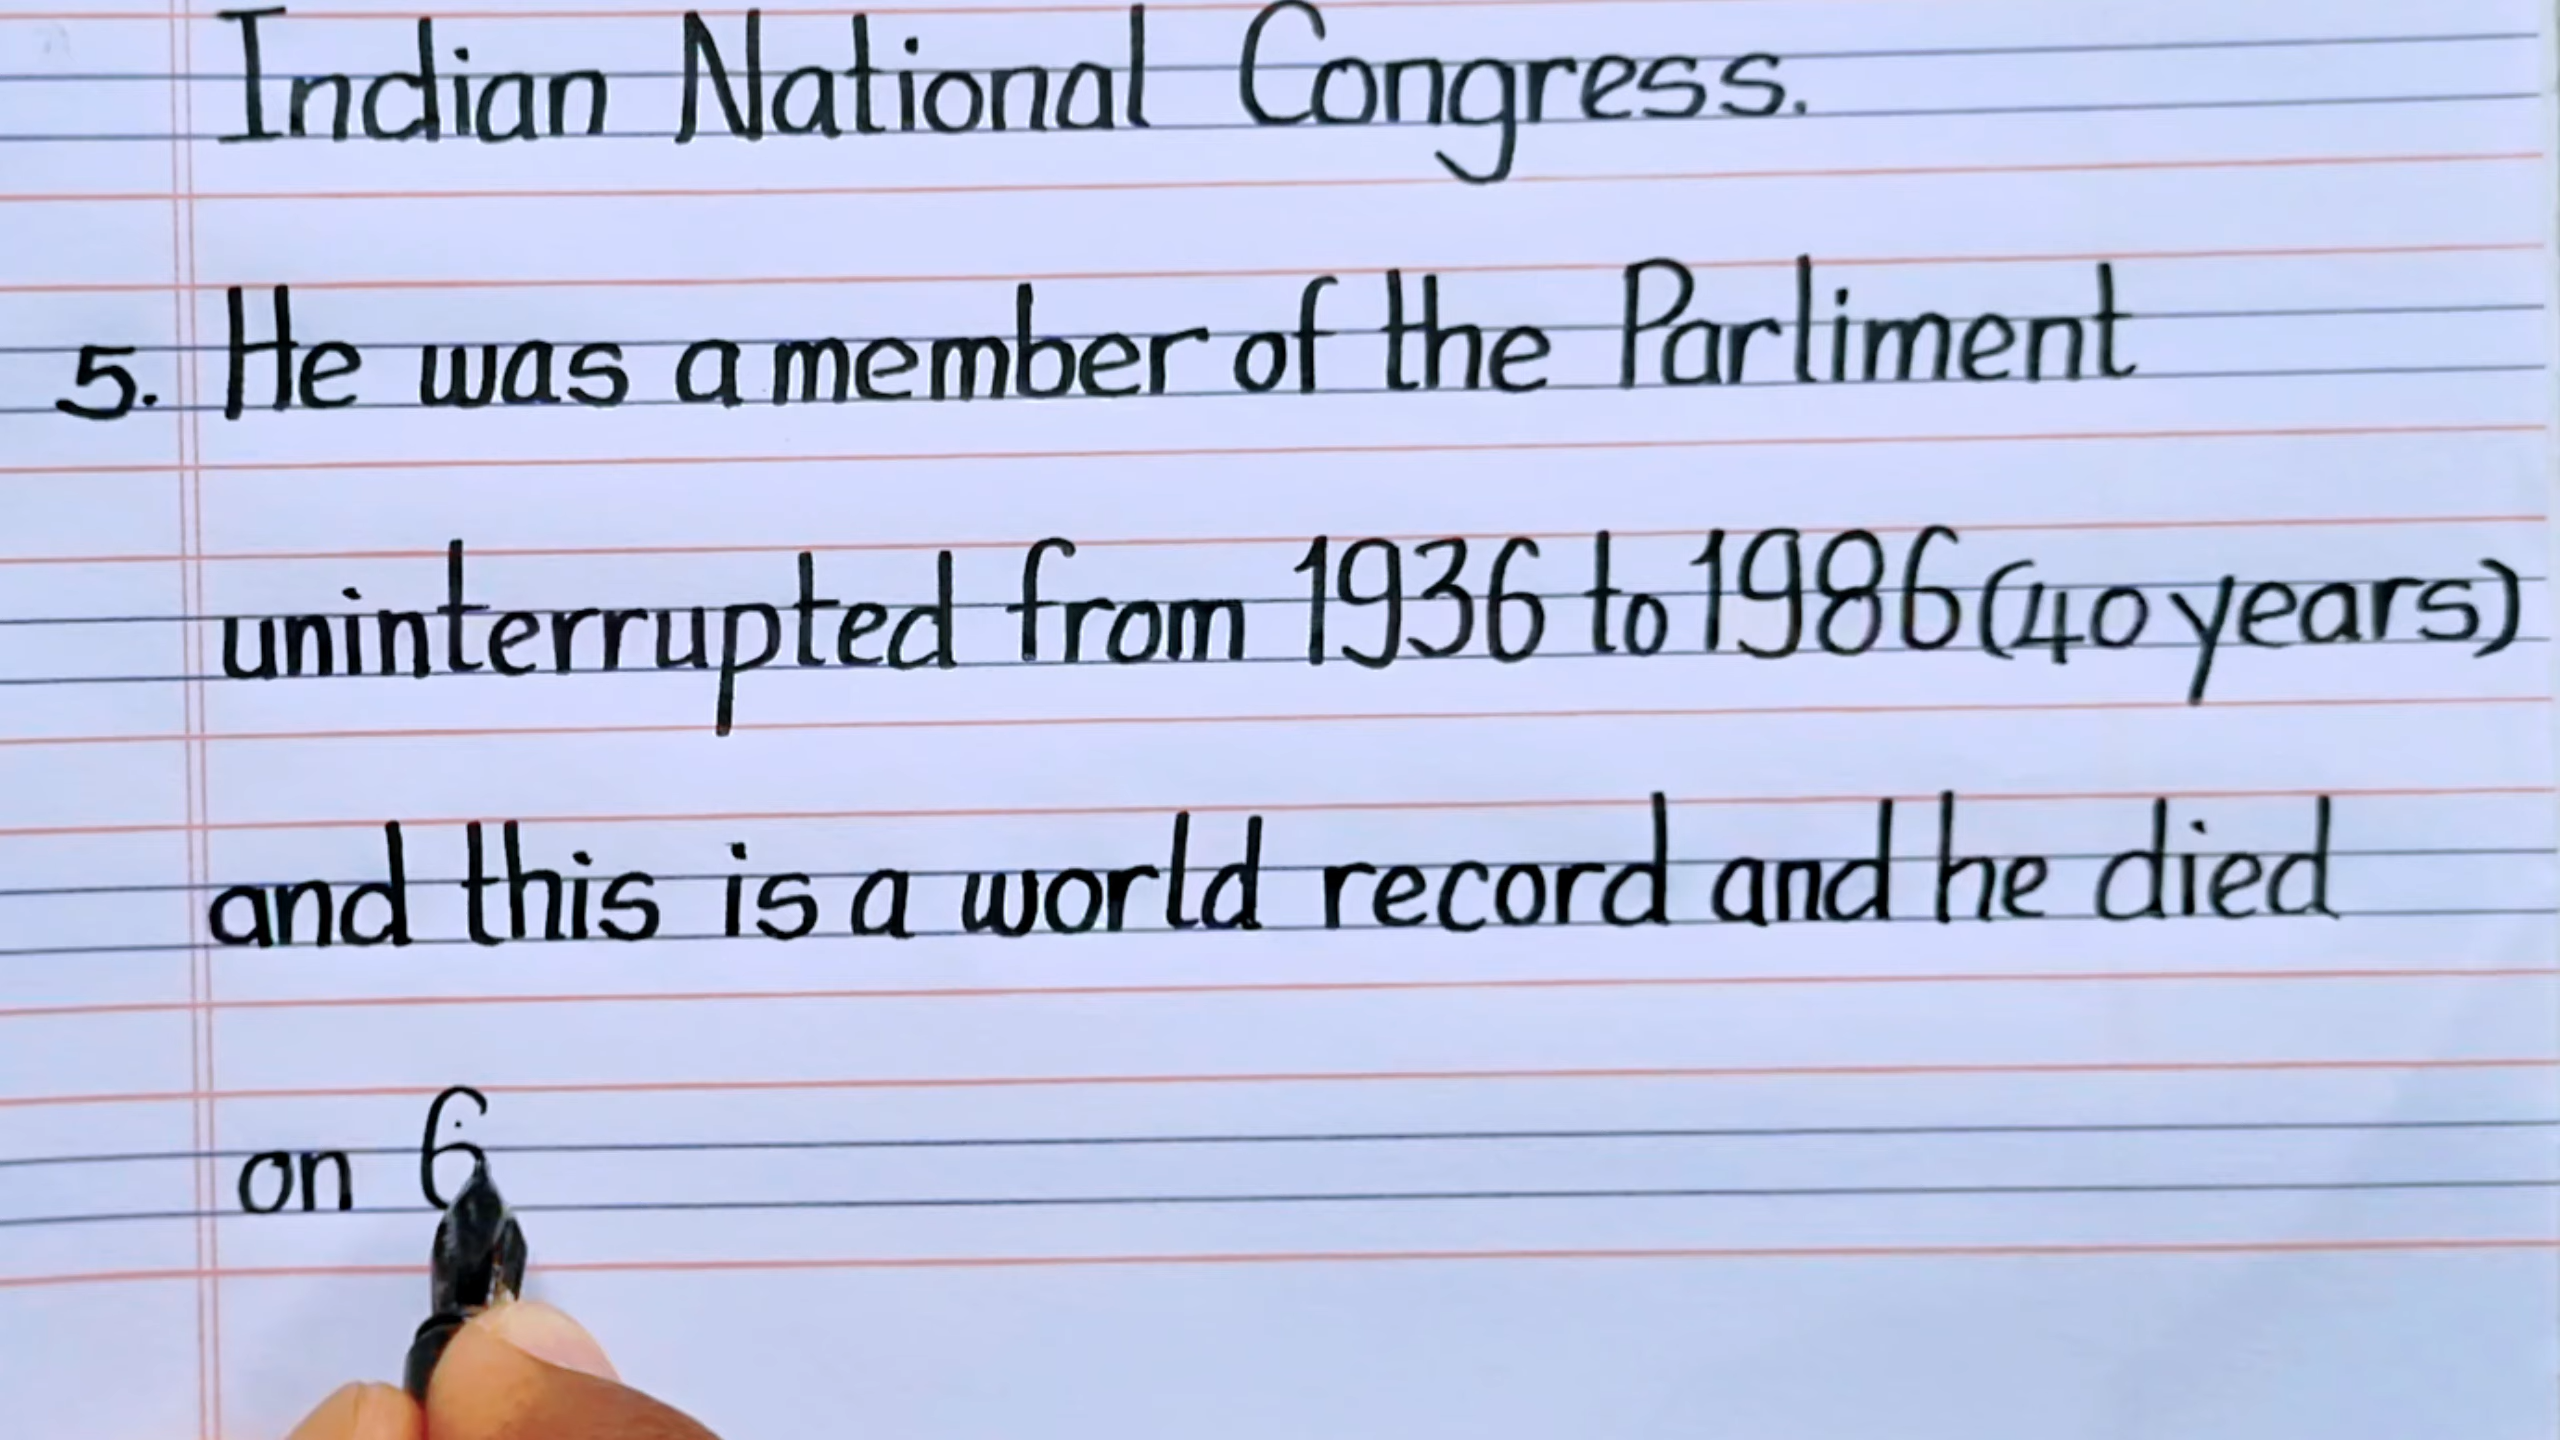 Indian National Congress.
5. He was a member of the Parliment
uninterrupted from 1936 to 1986 (40 years)
and this is a world record and he died
on 6